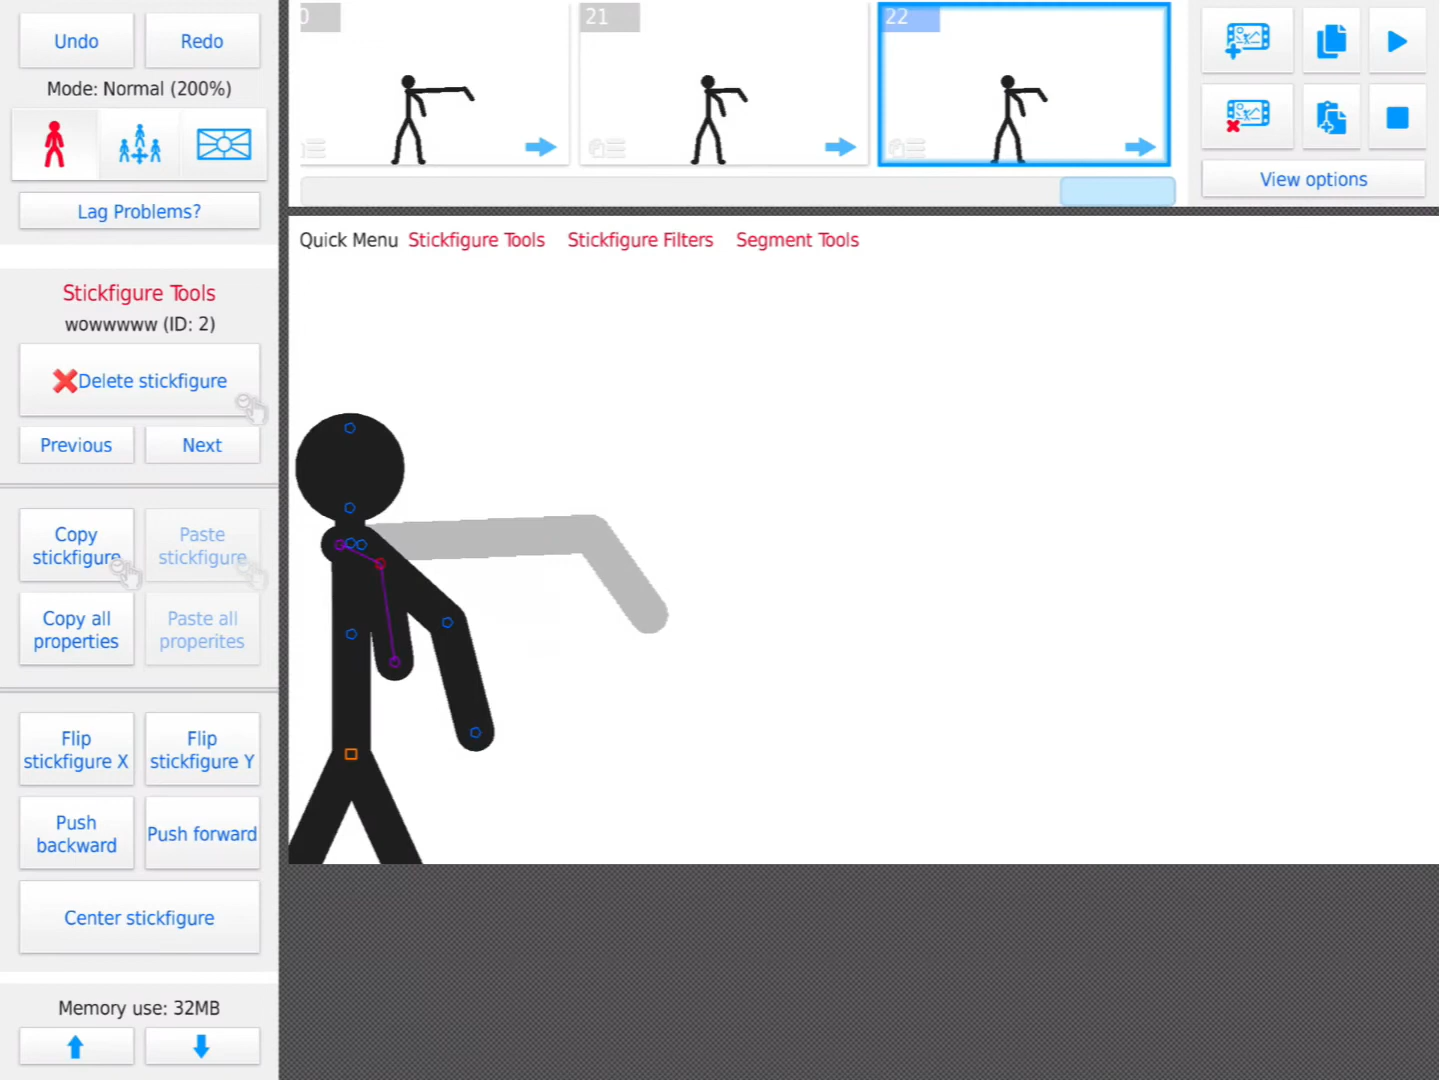 Undo
Redo
Mode: Normal (200%)
Lag Problems?
0
21
22
View options
Quick Menu Stickfigure Tools Stickfigure Filters Segment Tools
Stickfigure Tools
wowwwww (ID: 2)
Delete stickfigure
Previous
Next
Copy
stickfigure
Paste
stickfigure
Copy all
properties
Paste all
properites
Flip
stickfigure X
Flip
stickfigure Y
Push
backward
Push forward
Center stickfigure
Memory use: 32MB